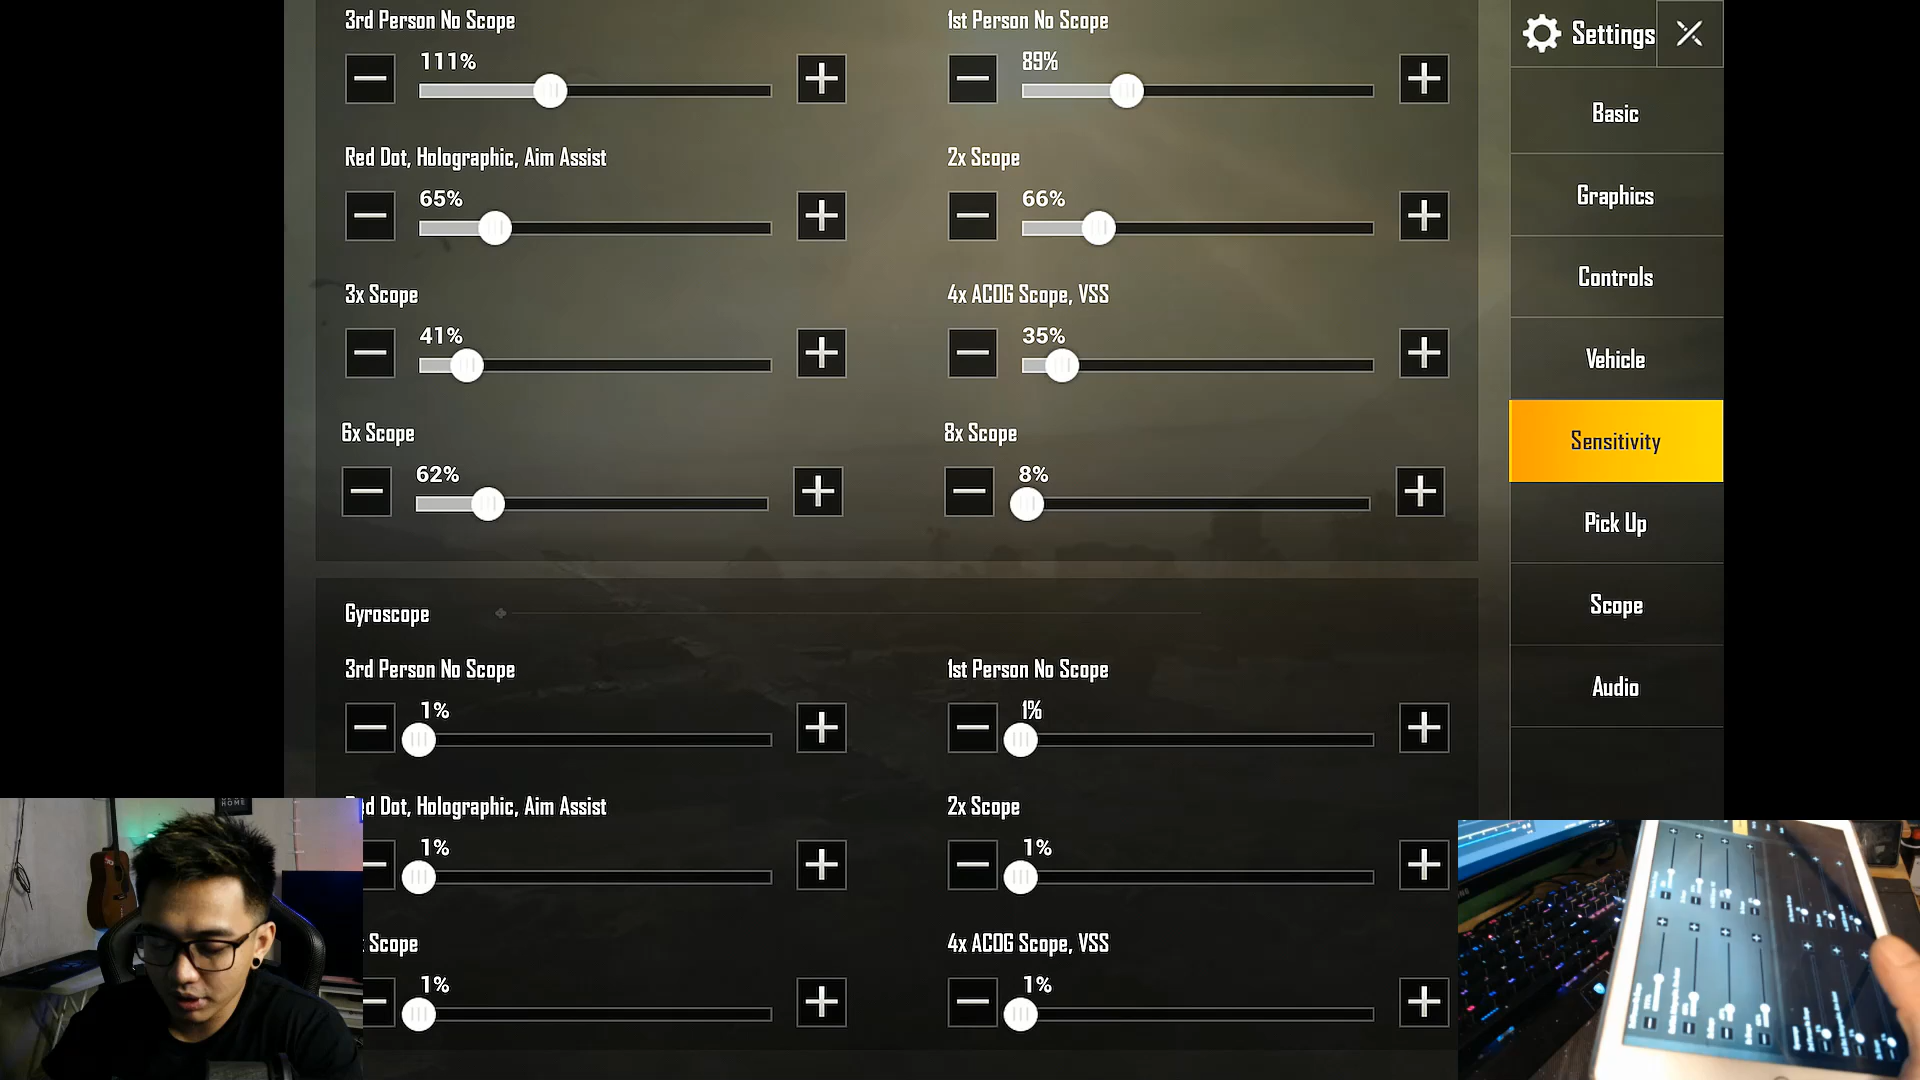 3rd Person No Scope
111%
1st Person No Scope
89%
Settings
Basic
Red Dot, Holographic, Aim Assist
65%
2x Scope
66%
Graphics
Controls
3x Scope
41%
4x ACOG Scope, VSS
35%
Vehicle
6x Scope
62%
8x Scope
8%
Sensitivity
Pick Up
Gyroscope
Scope
3rd Person No Scope
1%
1st Person No Scope
1%
Audio
Dot, Holographic, Aim Assist
1%
2x Scope
1%
Scope
1%
4x ACOG Scope, VSS
1%
HOME